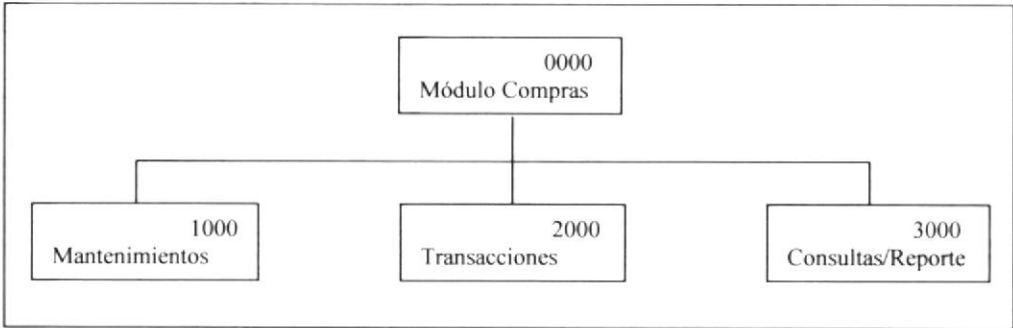 0000
Módulo Compras
1000
Mantenimientos
2000
Transacciones
3000
Consultas/Reporte